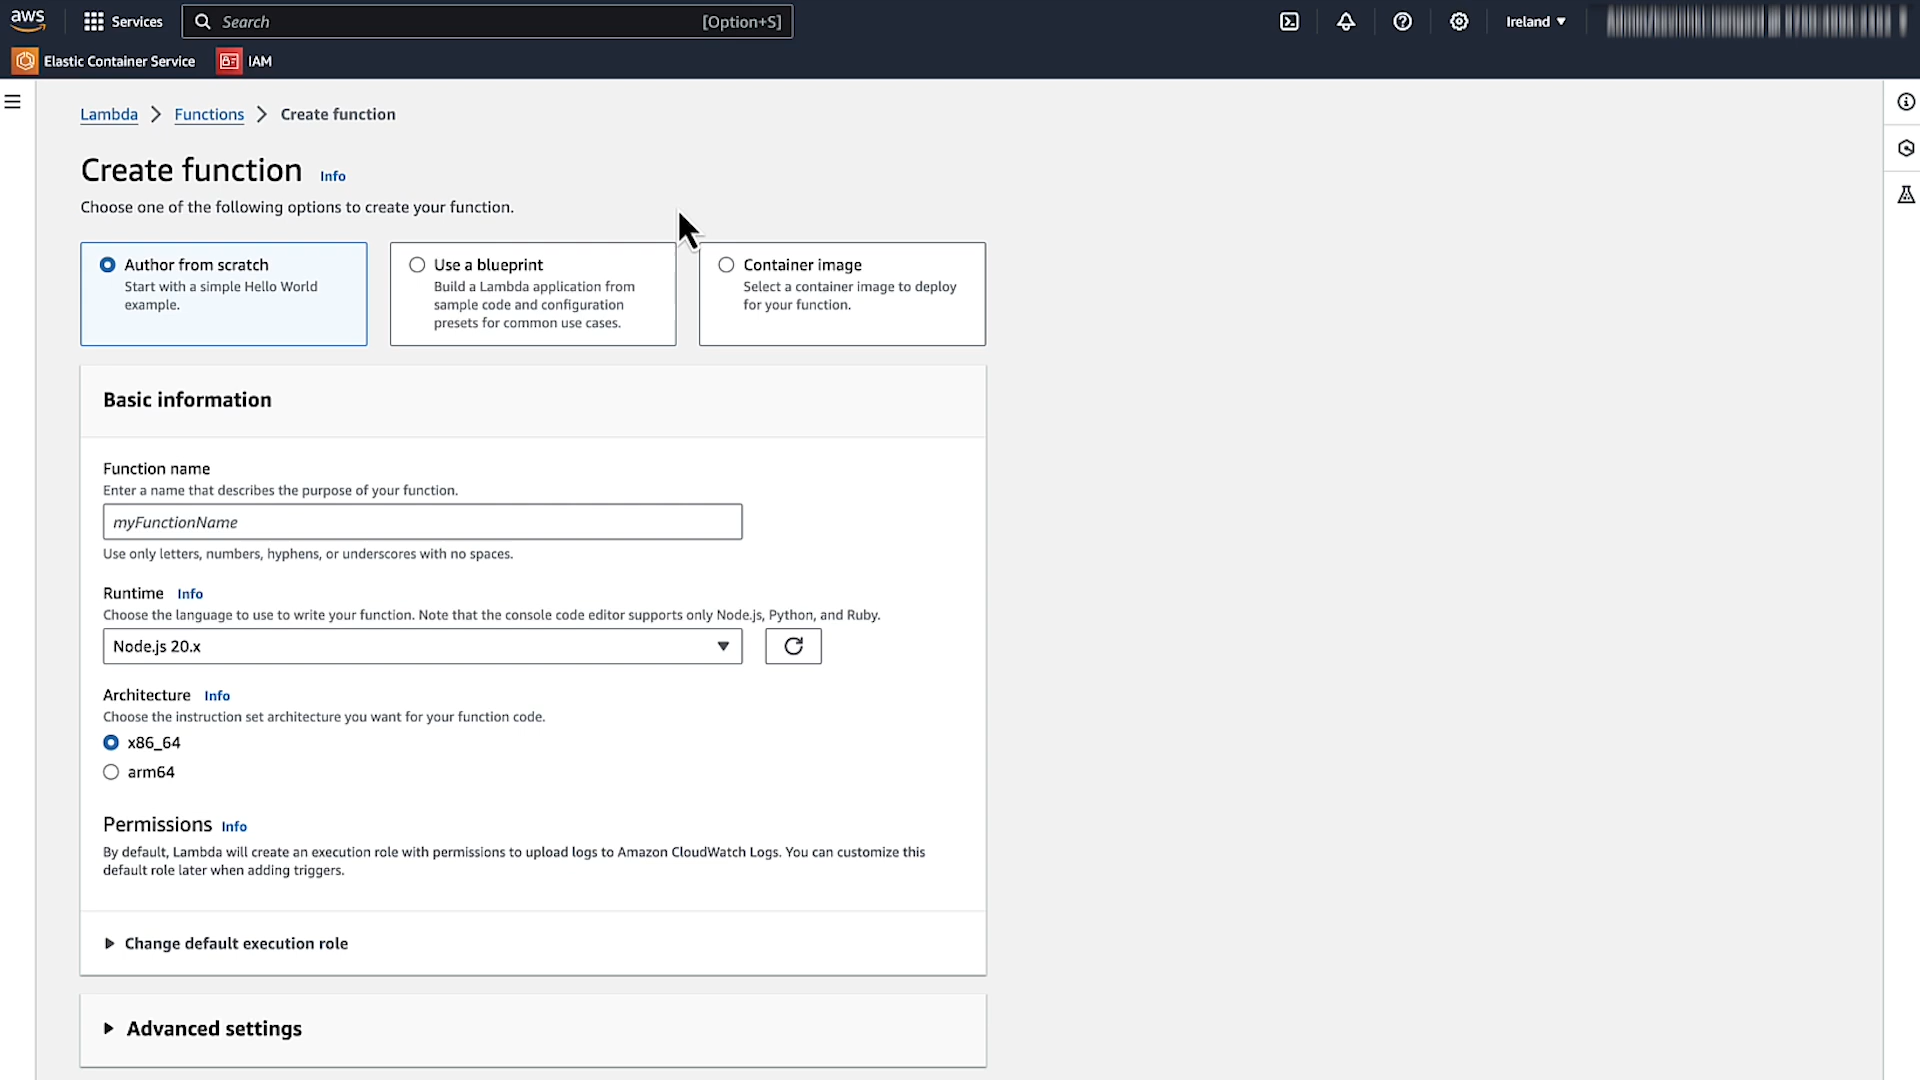 aws
Services
Search
[Option+S]
Ireland
Elastic Container Service
IAM
Lambda
Functions
Create function
Create function
Info
Choose one of the following options to create your function.
Author from scratch
Start with a simple Hello World
example.
Use a blueprint
Build a Lambda application from
sample code and configuration
presets for common use cases.
Container image
Select a container image to deploy
for your function.
Basic information
Function name
Enter a name that describes the purpose of your function.
myFunctionName
Use only letters, numbers, hyphens, or underscores with no spaces.
Runtime Info
Choose the language to use to write your function. Note that the console code editor supports only Node.js, Python, and Ruby.
Node.js 20.x
Architecture Info
Choose the instruction set architecture you want for your function code.
x86_64
arm64
Permissions Info
By default, Lambda will create an execution role with permissions to upload logs to Amazon CloudWatch Logs. You can customize this
default role later when adding triggers.
Change default execution role
Advanced settings